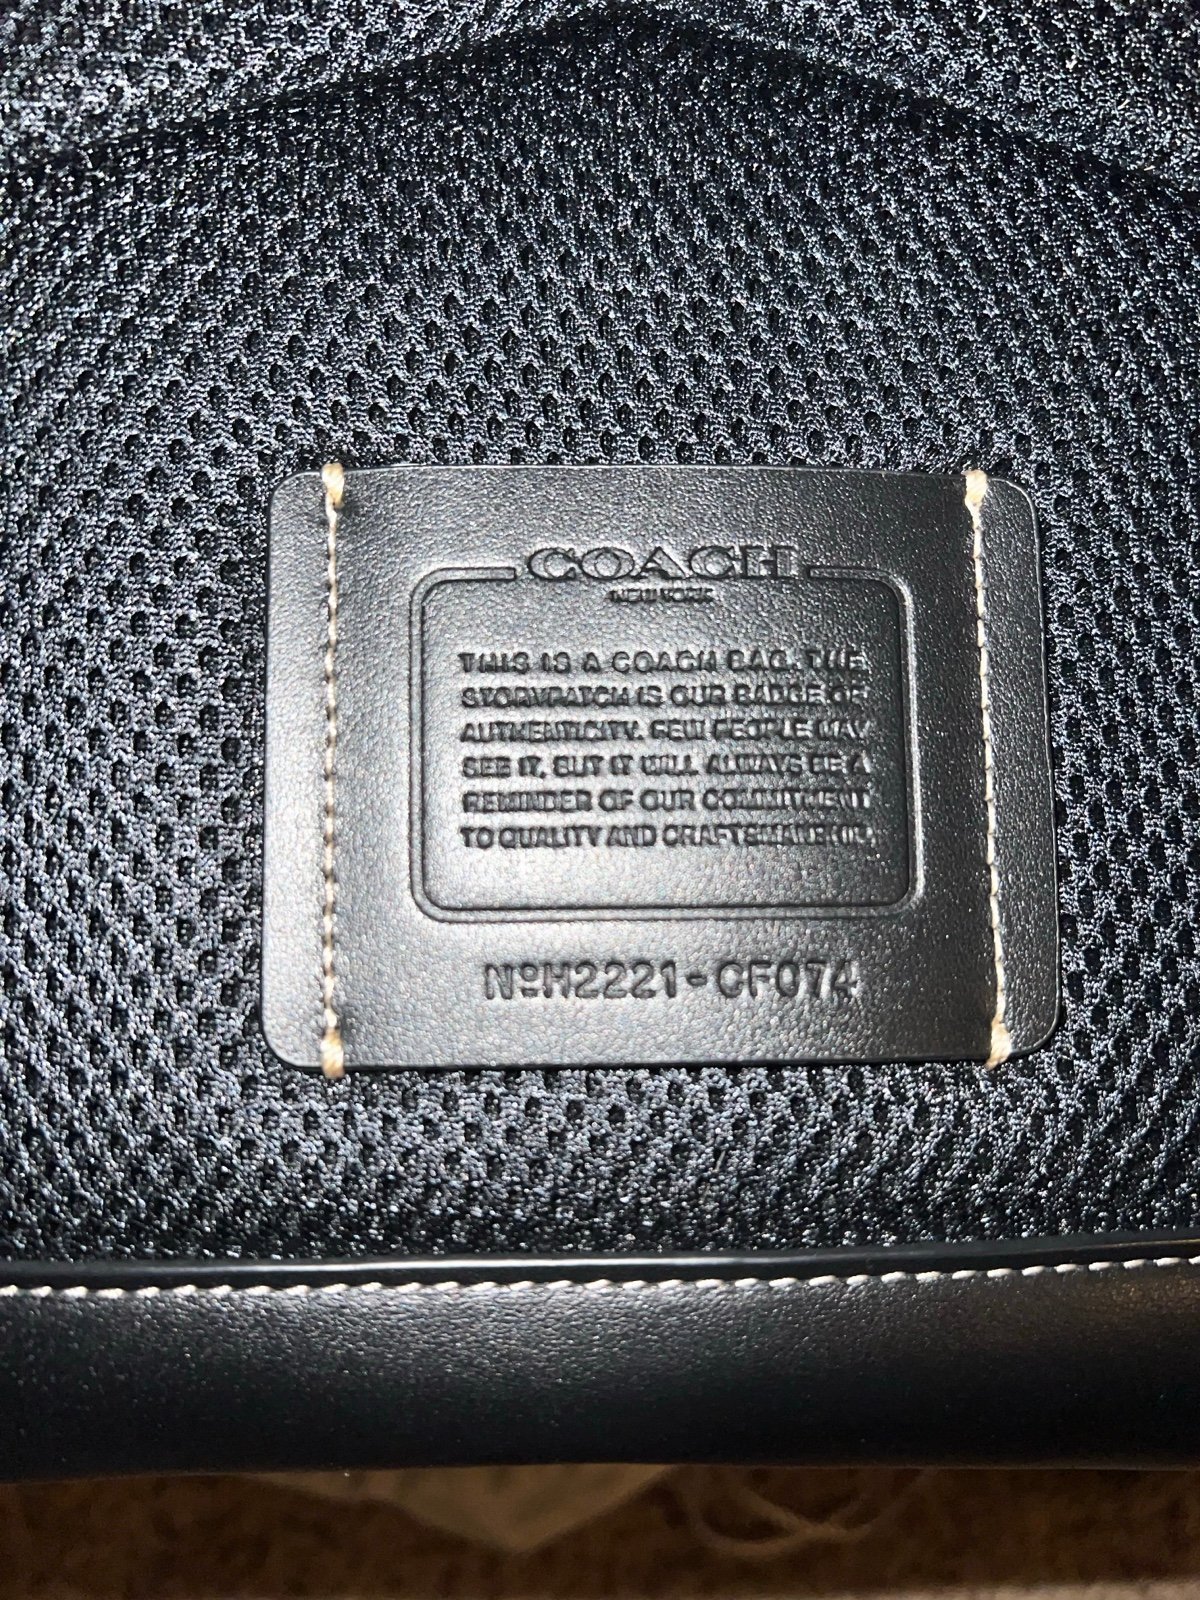 COACH
NEW YORK
THIS IS A COACH BAG. THE
STORYPATCH IS OUR BADGE OF
AUTHENTICITY. FEW PEOPLE MAY
SEE IT, BUT IT WILL ALWAYS BE A
REMINDER OF OUR COMMITMENT
TO QUALITY AND CRAFTSMANSHIP.
NºH2221-CF074